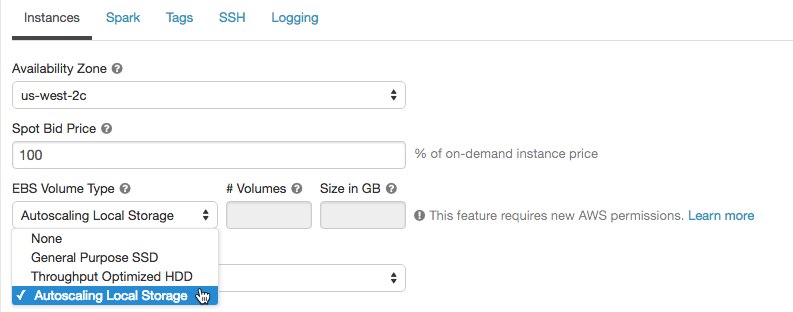 Instances Spark Tags SSH Logging
Availability Zone
us-west-2c
Spot Bid Price
100 % of on-demand instance price
EBS Volume Type # Volumes Size in GB
Autoscaling Local Storage This feature requires new AWS permissions. Learn more
None
General Purpose SSD
Throughput Optimized HDD
✓ Autoscaling Local Storage